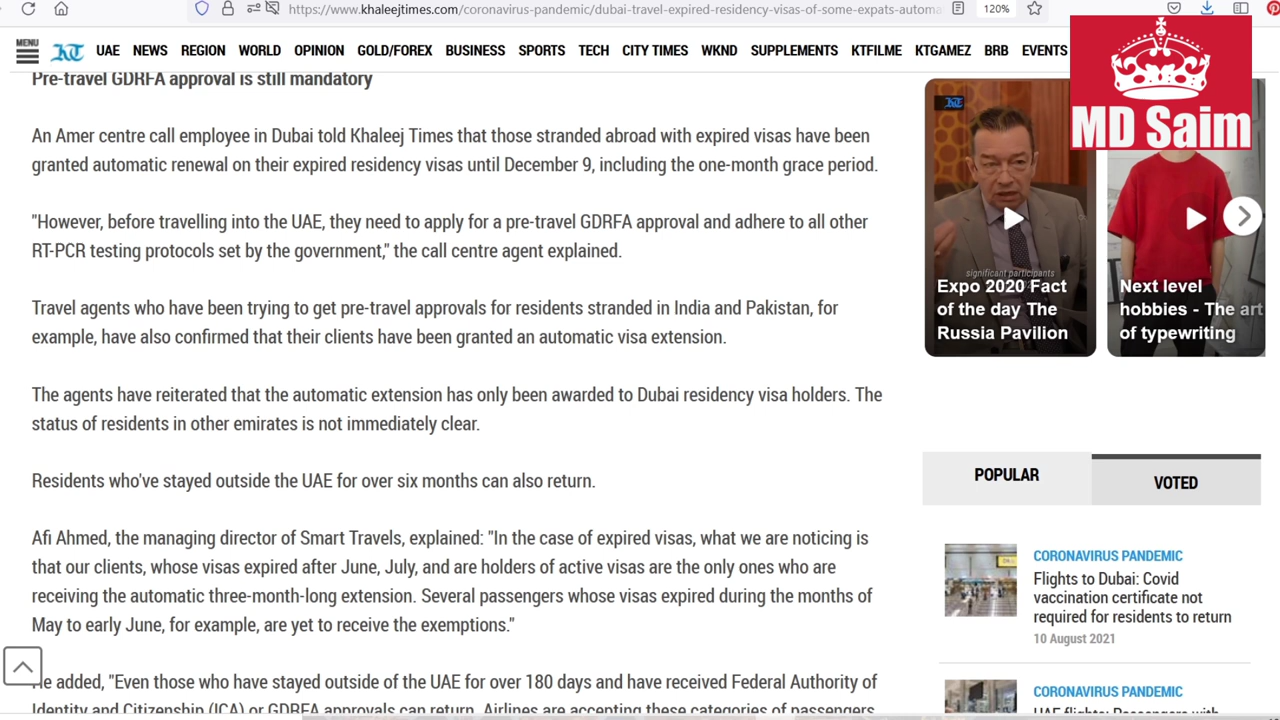 https://www.khaleejtimes.com/coronavirus-pandemic/dubai-travel-expired-residency-visas-of-some-expats-automa
120%
MENU
KT
UAE NEWS REGION WORLD OPINION GOLD/FOREX BUSINESS SPORTS TECH CITY TIMES WKND SUPPLEMENTS KTFILME KTGAMEZ BRB EVENTS
MD Saim
Pre-travel GDRFA approval is still mandatory
An Amer centre call employee in Dubai told Khaleej Times that those stranded abroad with expired visas have been
granted automatic renewal on their expired residency visas until December 9, including the one-month grace period.
"However, before travelling into the UAE, they need to apply for a pre-travel GDRFA approval and adhere to all other
RT-PCR testing protocols set by the government," the call centre agent explained.
Travel agents who have been trying to get pre-travel approvals for residents stranded in India and Pakistan, for
example, have also confirmed that their clients have been granted an automatic visa extension.
The agents have reiterated that the automatic extension has only been awarded to Dubai residency visa holders. The
status of residents in other emirates is not immediately clear.
Residents who've stayed outside the UAE for over six months can also return.
Afi Ahmed, the managing director of Smart Travels, explained: "In the case of expired visas, what we are noticing is
that our clients, whose visas expired after June, July, and are holders of active visas are the only ones who are
receiving the automatic three-month-long extension. Several passengers whose visas expired during the months of
May to early June, for example, are yet to receive the exemptions."
He added, "Even those who have stayed outside of the UAE for over 180 days and have received Federal Authority of
Identity and Citizenship (ICA) or GDRFA approvals can return. Airlines are accepting these categories of passengers
KT
significant participants
Expo 2020 Fact
of the day The
Russia Pavilion
Next level
hobbies - The art
of typewriting
POPULAR
VOTED
CORONAVIRUS PANDEMIC
Flights to Dubai: Covid
vaccination certificate not
required for residents to return
10 August 2021
CORONAVIRUS PANDEMIC
UAE flights: Passengers with